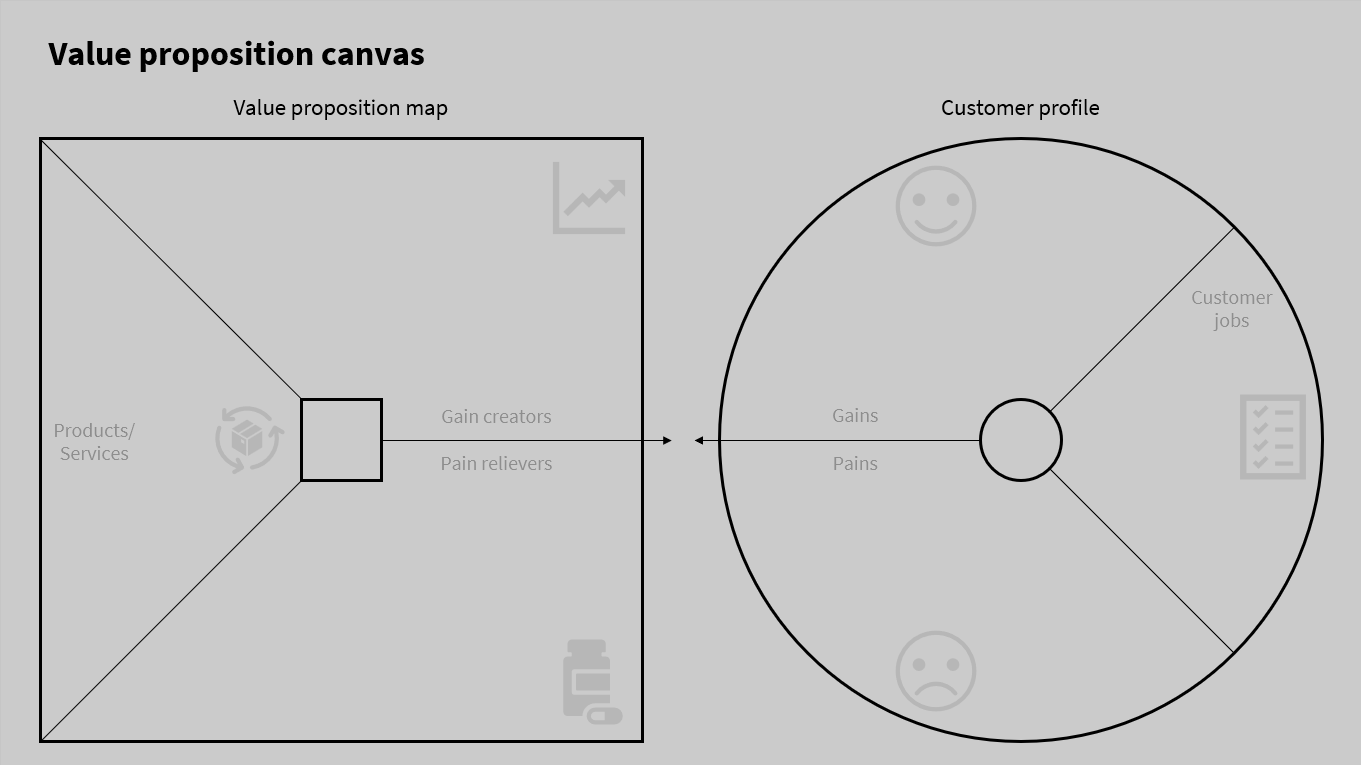 Value proposition canvas
Value proposition map
Customer profile
Customer
jobs
Gain creators
Gains
Products/
Services
Pain relievers
Pains